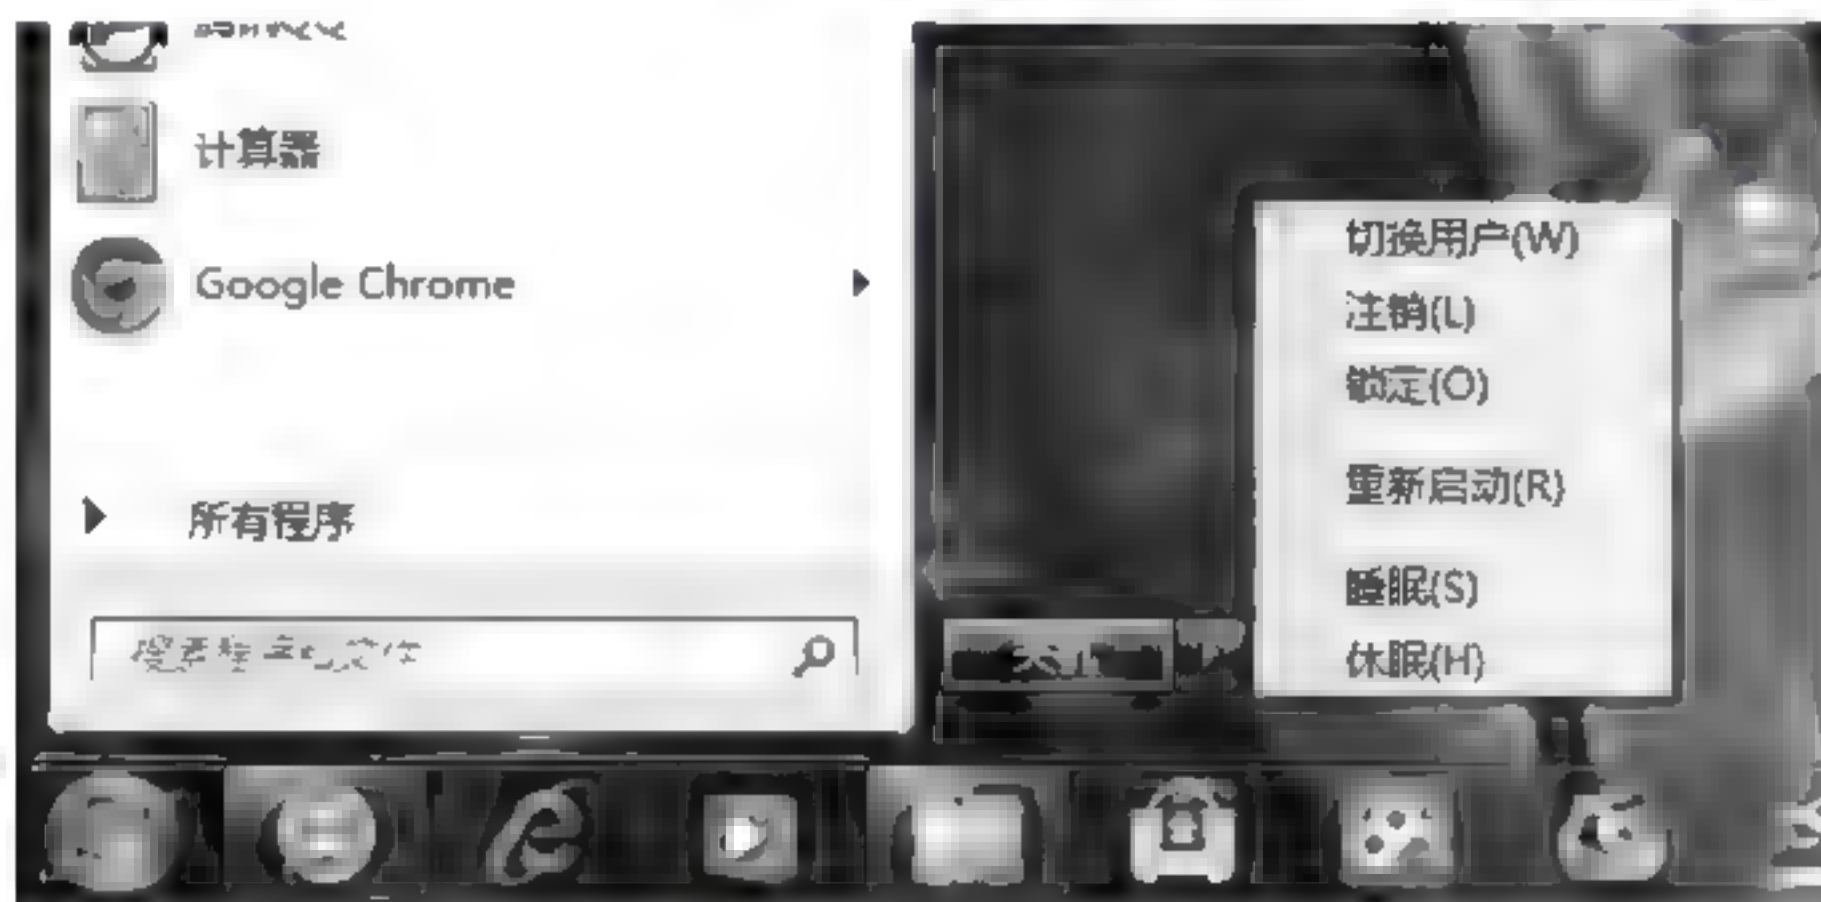 计算器
Google Chrome
所有程序
切换用户(W)
注销(L)
锁定(O)
重新启动(R)
睡眠(S)
休眠(H)